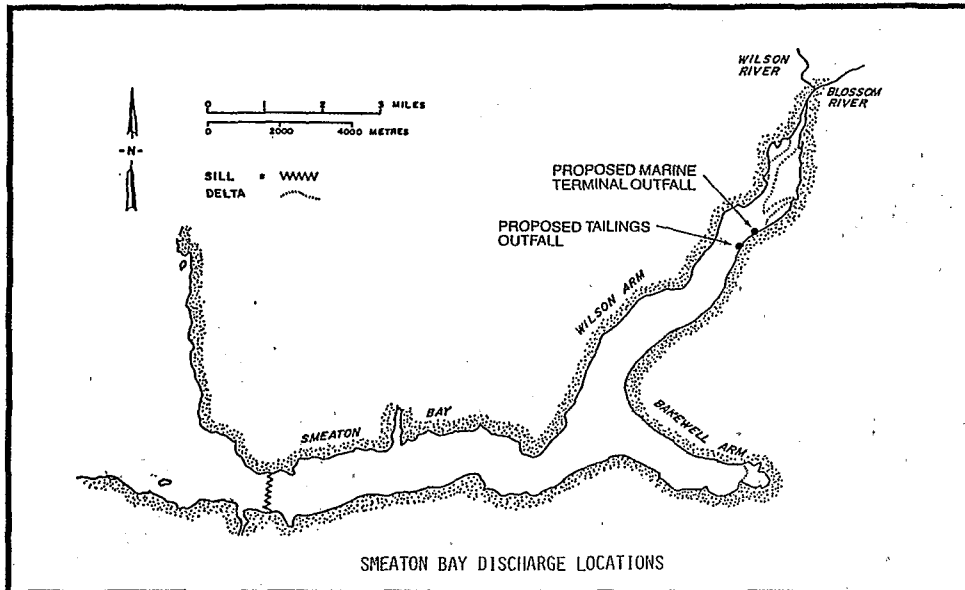 WILSON
RIVER
BLOSSOM
RIVER
0 1 2 3 MILES
0 2000 4000 METRES
-N-
SILL
DELTA
PROPOSED MARINE
TERMINAL OUTFALL
PROPOSED TAILINGS
OUTFALL
WILSON ARM
SMEATON BAY
BAKEWELL ARM
SMEATON BAY DISCHARGE LOCATIONS